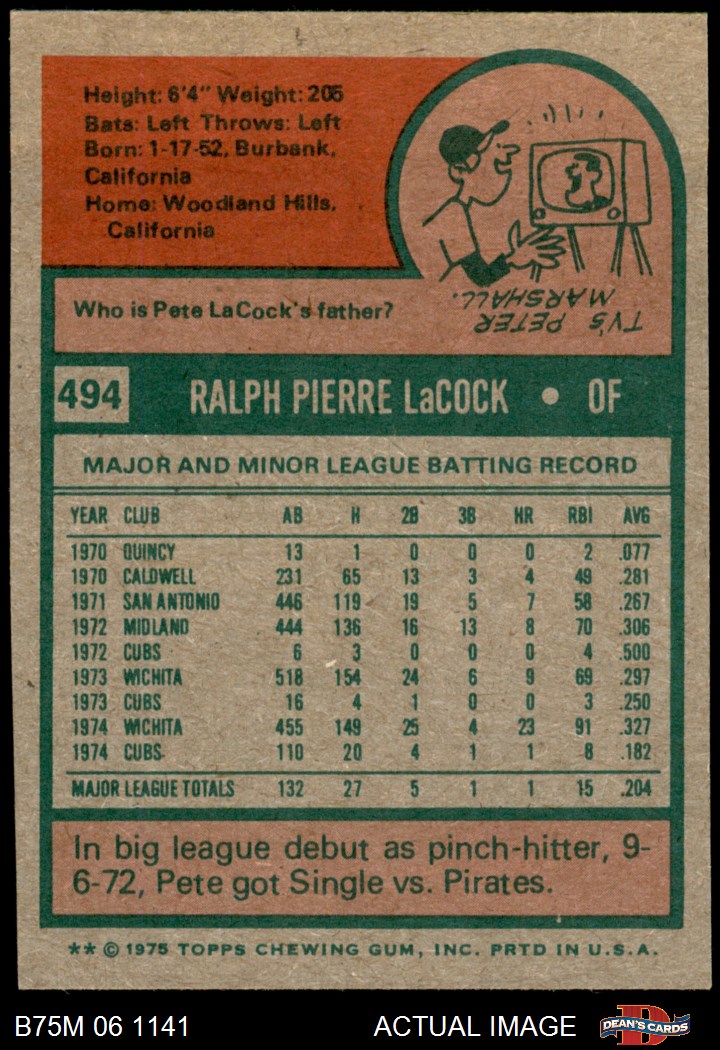 Height: 6'4" Weight: 205
Bats: Left Throws: Left
Born: 1-17-52, Burbank,
California
Home: Woodland Hills,
California
Who is Pete LaCock's father?
TV'S PETER
MARSHALL.
494 RALPH PIERRE LaCOCK • OF
MAJOR AND MINOR LEAGUE BATTING RECORD
YEAR CLUB AB H 2B 3B HR RBI AVG
1970 QUINCY 13 1 0 0 0 2 .077
1970 CALDWELL 231 65 13 3 4 49 .281
1971 SAN ANTONIO 446 119 19 5 7 58 .267
1972 MIDLAND 444 136 16 13 8 70 .306
1972 CUBS 6 3 0 0 0 4 .500
1973 WICHITA 518 154 24 6 9 69 .297
1973 CUBS 16 4 1 0 0 3 .250
1974 WICHITA 455 149 25 4 23 91 .327
1974 CUBS 110 20 4 1 1 8 .182
MAJOR LEAGUE TOTALS 132 27 5 1 1 15 .204
In big league debut as pinch-hitter, 9-
6-72, Pete got Single vs. Pirates.
** © 1975 TOPPS CHEWING GUM, INC. PRTD IN U.S.A.
B75M 06 1141 ACTUAL IMAGE DEAN'S CARDS